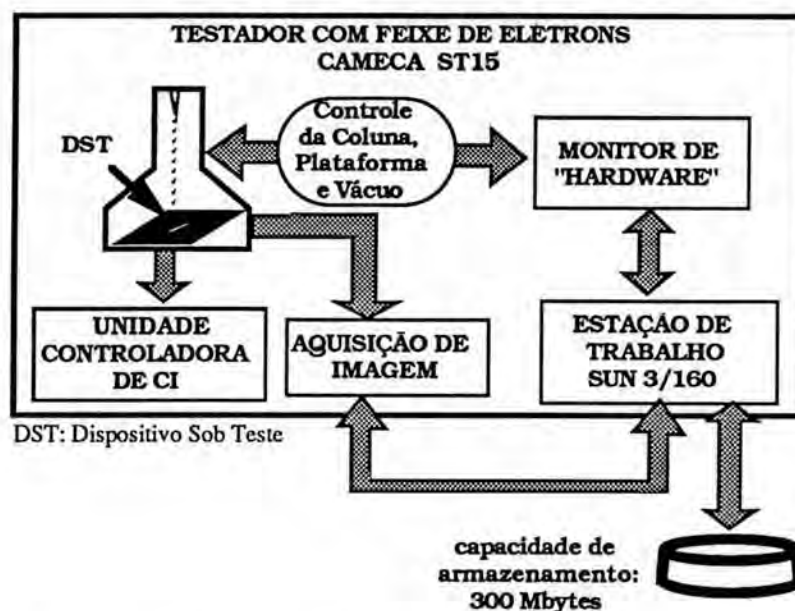 TESTADOR COM FEIXE DE ELÉTRONS
CAMECA ST15
DST
Controle
da Coluna,
Plataforma
e Vácuo
MONITOR DE
"HARDWARE"
UNIDADE
CONTROLADORA
DE CI
AQUISIÇÃO DE
IMAGEM
ESTAÇÃO DE
TRABALHO
SUN 3/160
DST: Dispositivo Sob Teste
capacidade de
armazenamento:
300 Mbytes